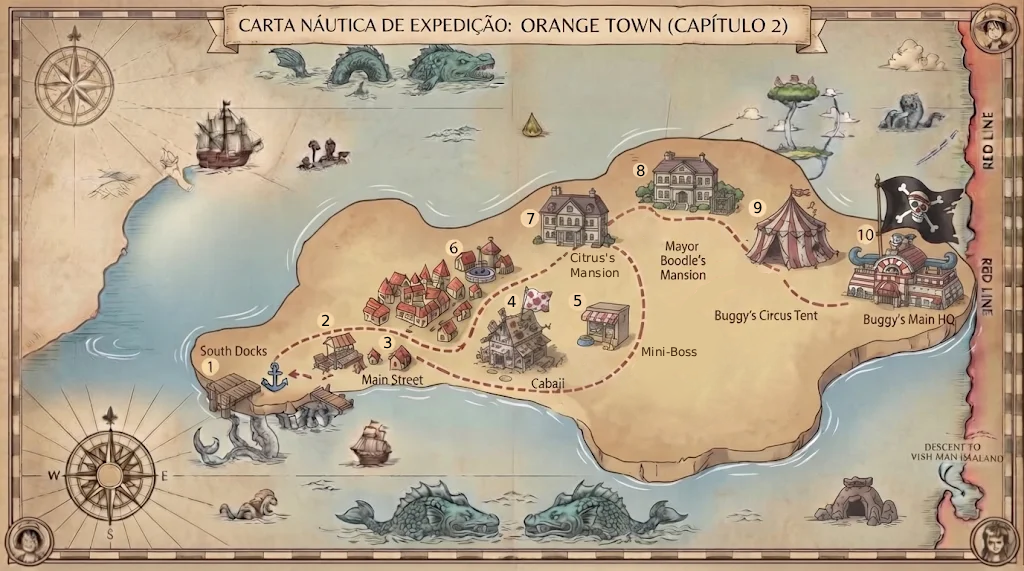 CARTA NÁUTICA DE EXPEDIÇÃO: ORANGE TOWN (CAPÍTULO 2)
RED LINE
8
9
7
10
6
Mayor
Boodle's
Mansion
Citrus's
Mansion
RED LINE
4
5
Buggy's Circus Tent
Buggy's Main HQ
2
3
South Docks
1
Main Street
Cabaji
Mini-Boss
DESCENT TO
W
E
S